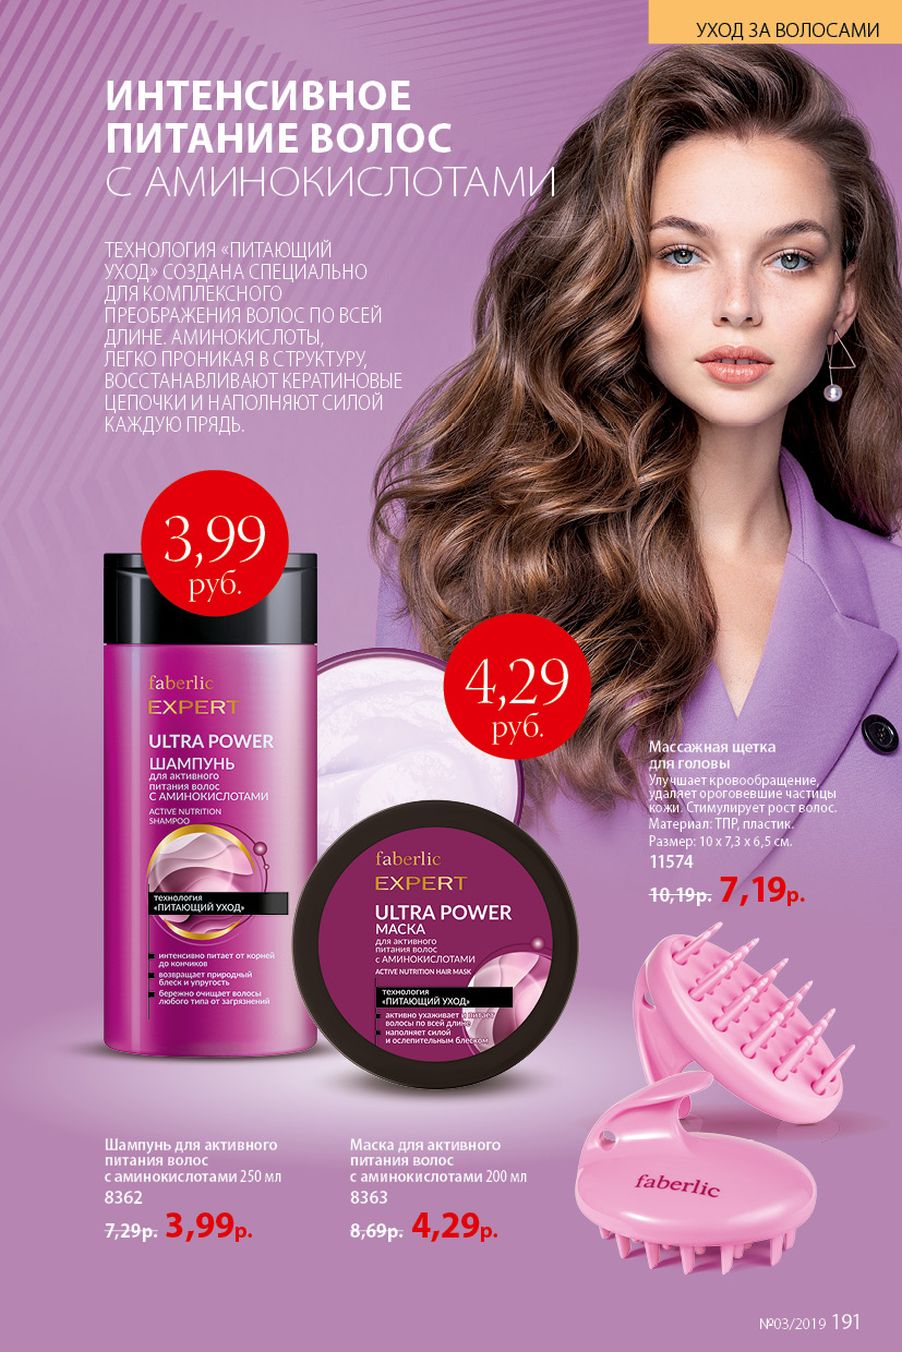 УХОД ЗА ВОЛОСАМИ
ИНТЕНСИВНОЕ
ПИТАНИЕ ВОЛОС
С АМИНОКИСЛОТАМИ
ТЕХНОЛОГИЯ «ПИТАЮЩИЙ
УХОД» СОЗДАНА СПЕЦИАЛЬНО
ДЛЯ КОМПЛЕКСНОГО
ПРЕОБРАЖЕНИЯ ВОЛОС ПО ВСЕЙ
ДЛИНЕ. АМИНОКИСЛОТЫ,
ЛЕГКО ПРОНИКАЯ В СТРУКТУРУ,
ВОССТАНАВЛИВАЮТ КЕРАТИНОВЫЕ
ЦЕПОЧКИ И НАПОЛНЯЮТ СИЛОЙ
КАЖДУЮ ПРЯДЬ.
3,99
руб.
4,29
руб.
faberlic
EXPERT
ULTRA POWER
ШАМПУНЬ
для активного
питания волос
С АМИНОКИСЛОТАМИ
ACTIVE NUTRITION
SHAMPOO
ТЕХНОЛОГИЯ
«ПИТАЮЩИЙ УХОД»
интенсивно питает от корней
до кончиков
возвращает природный
блеск и упругость
бережно очищает волосы
любого типа от загрязнений
faberlic
EXPERT
ULTRA POWER
МАСКА
для активного
питания волос
с АМИНОКИСЛОТАМИ
ACTIVE NUTRITION HAIR MASK
ТЕХНОЛОГИЯ
«ПИТАЮЩИЙ УХОД»
активно ухаживает и питает
волосы по всей длине
наполняет силой
и ослепительным блеском
Массажная щетка
для головы
Улучшает кровообращение,
удаляет ороговевшие частицы
кожи. Стимулирует рост волос.
Материал: ТПР, пластик.
Размер: 10 х 7,3 х 6,5 см.
11574
10,19р. 7,19р.
faberlic
Шампунь для активного
питания волос
с аминокислотами 250 мл
8362
7,29р. 3,99р.
Маска для активного
питания волос
с аминокислотами 200 мл
8363
8,69р. 4,29р.
№03/2019 191